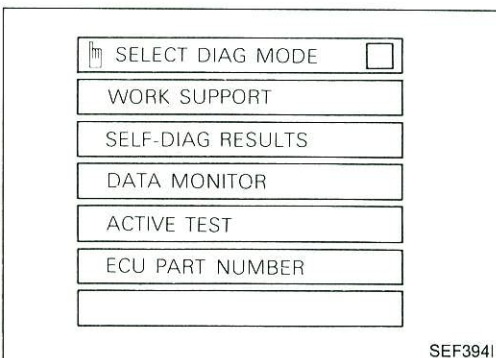 SELECT DIAG MODE
WORK SUPPORT
SELF-DIAG RESULTS
DATA MONITOR
ACTIVE TEST
ECU PART NUMBER
SEF394I